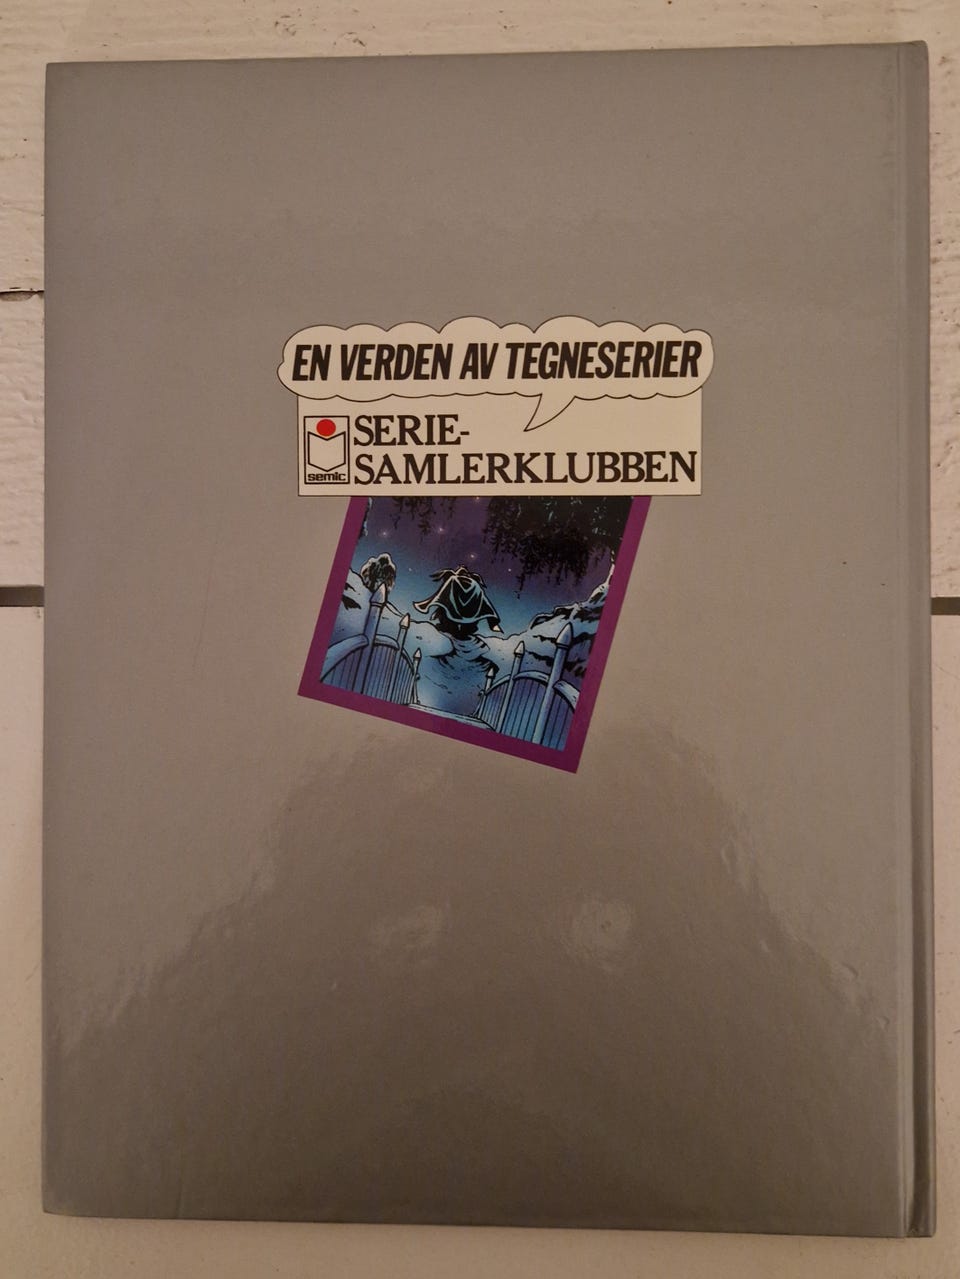 EN VERDEN AV TEGNESERIER
SERIE-
SAMLERKLUBBEN
semic